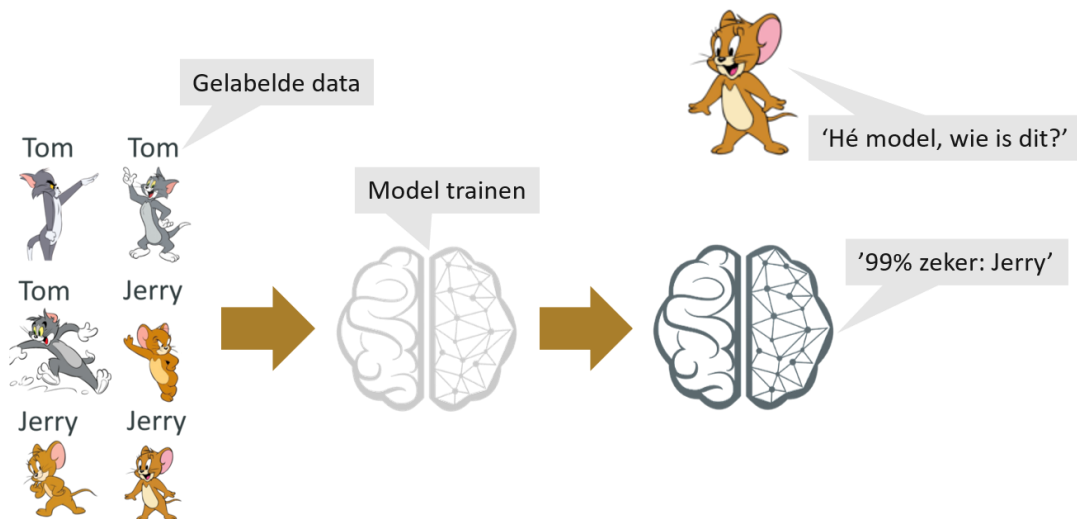 Gelabelde data
Tom
Tom
Tom
Jerry
Jerry
Jerry
Model trainen
‘Hé model, wie is dit?’
’99% zeker: Jerry’